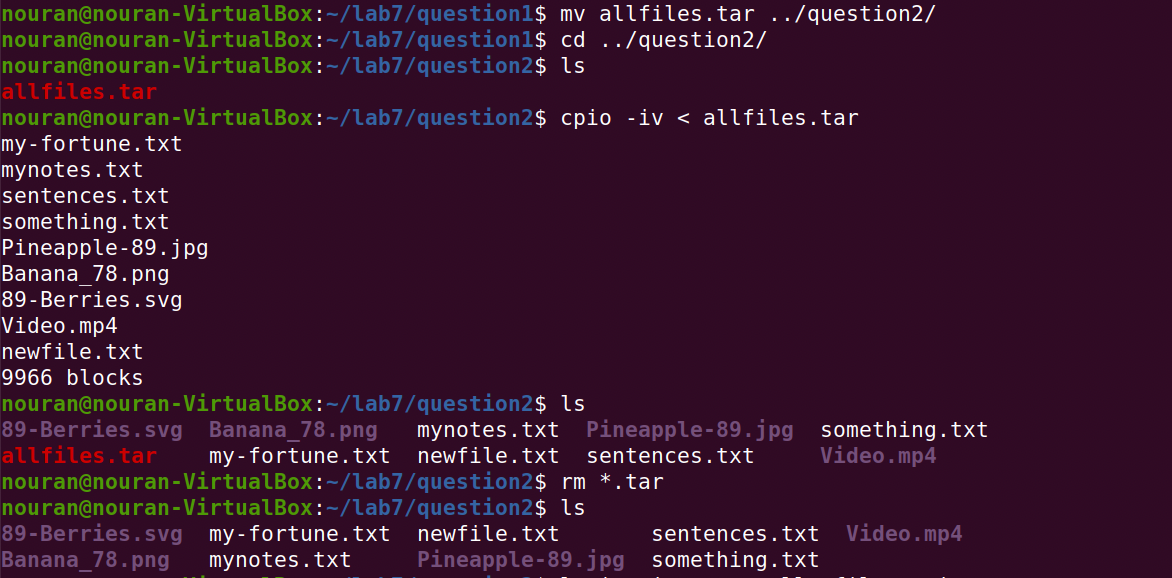 nouran@nouran-VirtualBox:~/lab7/question1$ mv allfiles.tar ../question2/
nouran@nouran-VirtualBox:~/lab7/question1$ cd ../question2/
nouran@nouran-VirtualBox:~/lab7/question2$ ls
allfiles.tar
nouran@nouran-VirtualBox:~/lab7/question2$ cpio -iv < allfiles.tar
my-fortune.txt
mynotes.txt
sentences.txt
something.txt
Pineapple-89.jpg
Banana_78.png
89-Berries.svg
Video.mp4
newfile.txt
9966 blocks
nouran@nouran-VirtualBox:~/lab7/question2$ ls
89-Berries.svg  Banana_78.png   mynotes.txt  Pineapple-89.jpg  something.txt
allfiles.tar    my-fortune.txt  newfile.txt  sentences.txt     Video.mp4
nouran@nouran-VirtualBox:~/lab7/question2$ rm *.tar
nouran@nouran-VirtualBox:~/lab7/question2$ ls
89-Berries.svg  my-fortune.txt  newfile.txt       sentences.txt  Video.mp4
Banana_78.png   mynotes.txt     Pineapple-89.jpg  something.txt